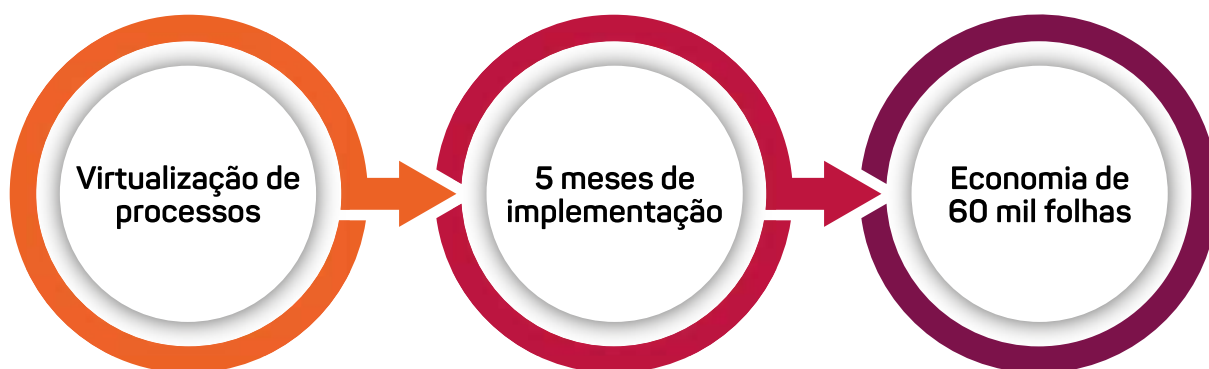 Virtualização de
processos
5 meses de
implementação
Economia de
60 mil folhas